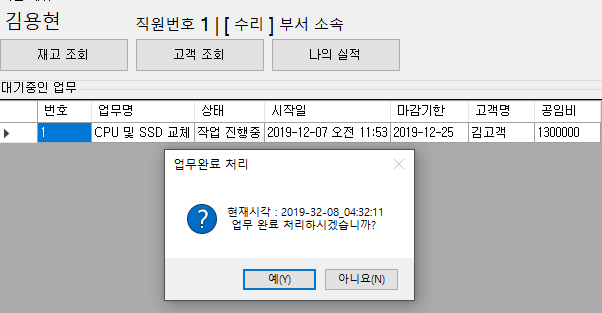 김용현
직원번호 1 | [ 수리 ] 부서 소속
재고 조회 고객 조회 나의 실적
대기중인 업무
번호 업무명 상태 시작일 마감기한 고객명 공임비
1 CPU 및 SSD 교체 작업 진행중 2019-12-07 오전 11:53 2019-12-25 김고객 1300000
업무완료 처리
현재시각 : 2019-32-08_04:32:11
업무 완료 처리하시겠습니까?
예(Y) 아니요(N)